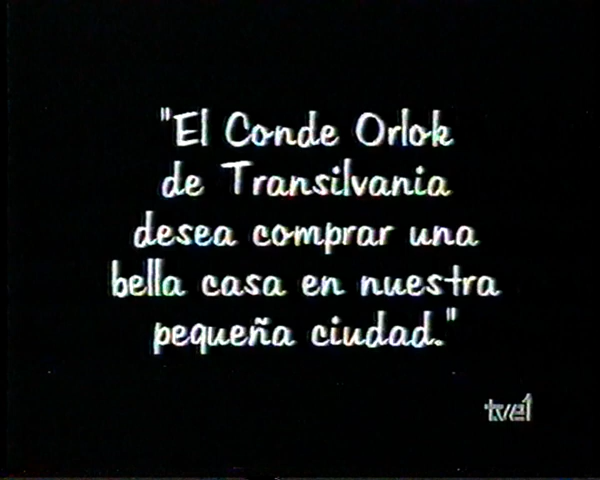 "El Conde Orlok
de Transilvania
desea comprar una
bella casa en nuestra
pequeña ciudad."
tve1